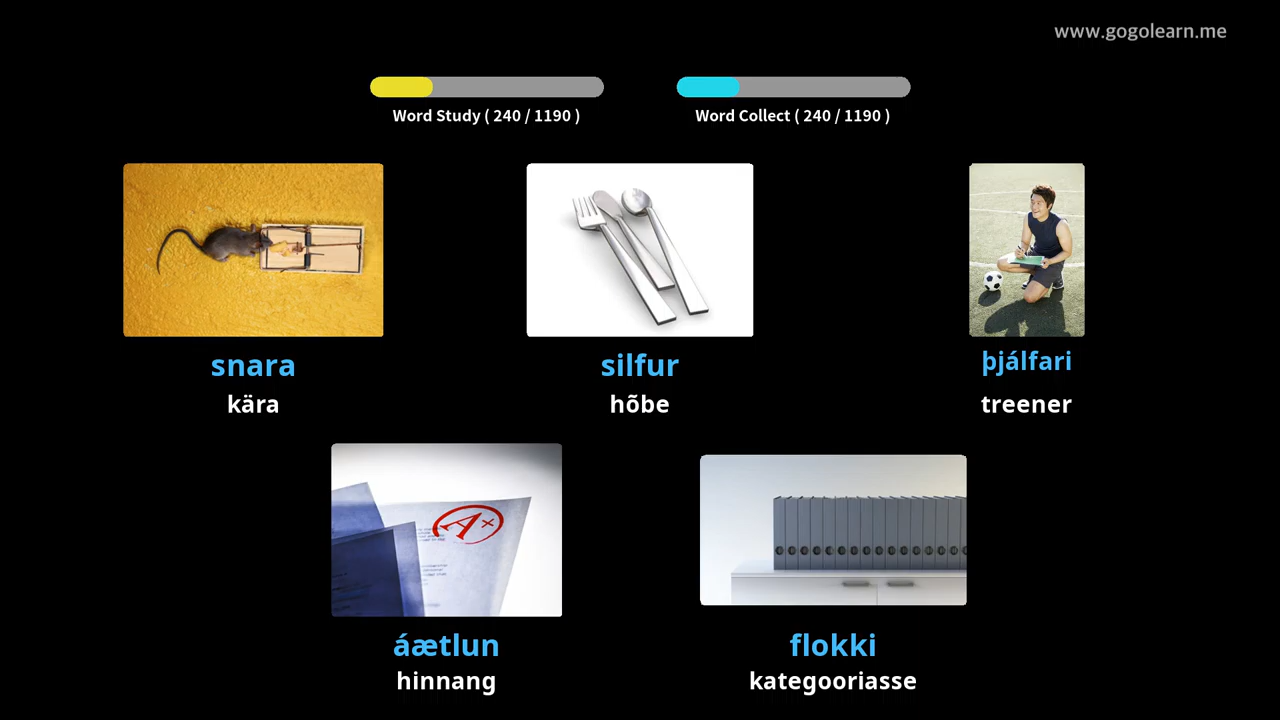 www.gogolearn.me
Word Study ( 240 / 1190 )
Word Collect ( 240 / 1190 )
snara
kära
silfur
hõbe
þjálfari
treener
A+
áætlun
hinnang
flokki
kategooriasse